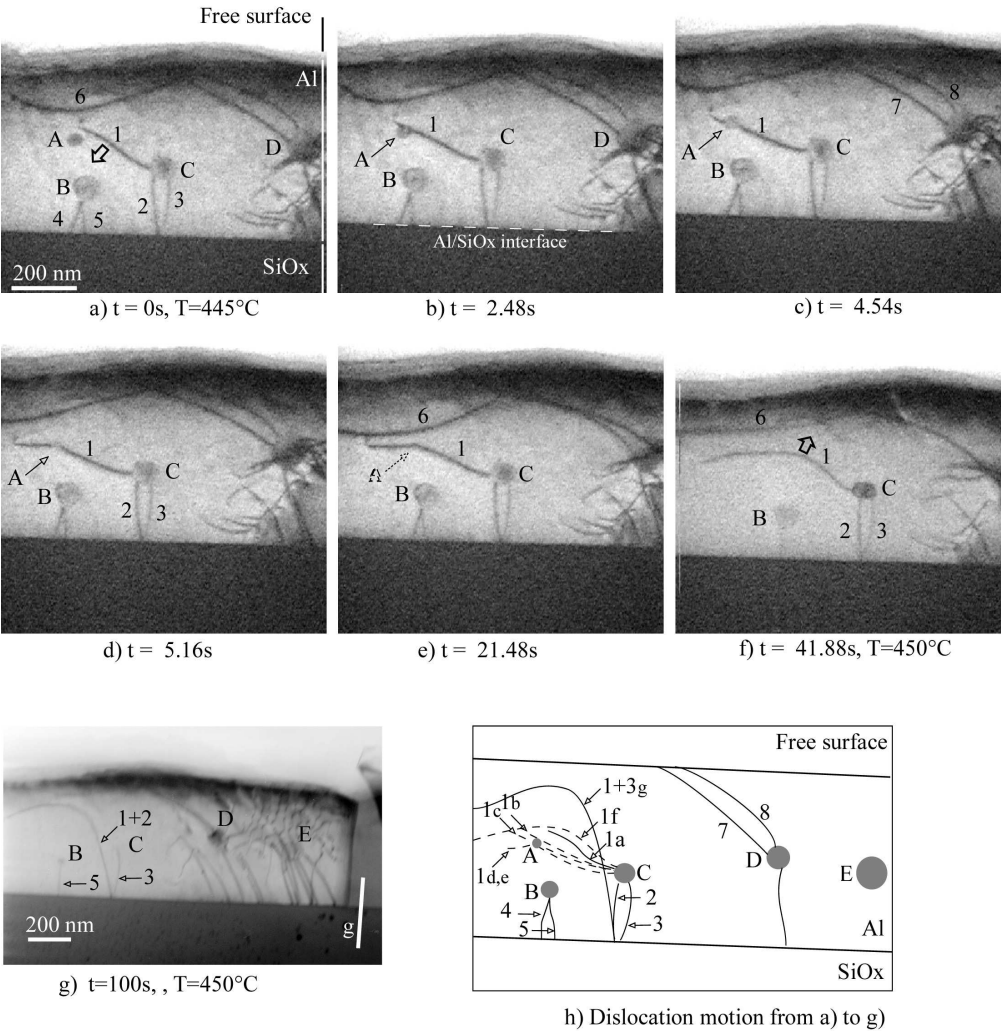 Free surface
Al
6
A
1
B
C
D
4
5
2
3
SiOx
200 nm
a) t = 0s, T=445°C
1
C
D
A
B
Al/SiOx interface
b) t = 2.48s
8
7
1
A
C
B
c) t = 4.54s
1
A
C
B
2
3
d) t = 5.16s
6
1
A
C
B
e) t = 21.48s
6
1
C
B
2
3
f) t = 41.88s, T=450°C
D
1+2
E
B
C
5
3
200 nm
g
g) t=100s, , T=450°C
Free surface
1+3g
1c
1b
1f
8
1a
7
A
D
C
E
1d,e
B
2
4
3
5
Al
SiOx
h) Dislocation motion from a) to g)